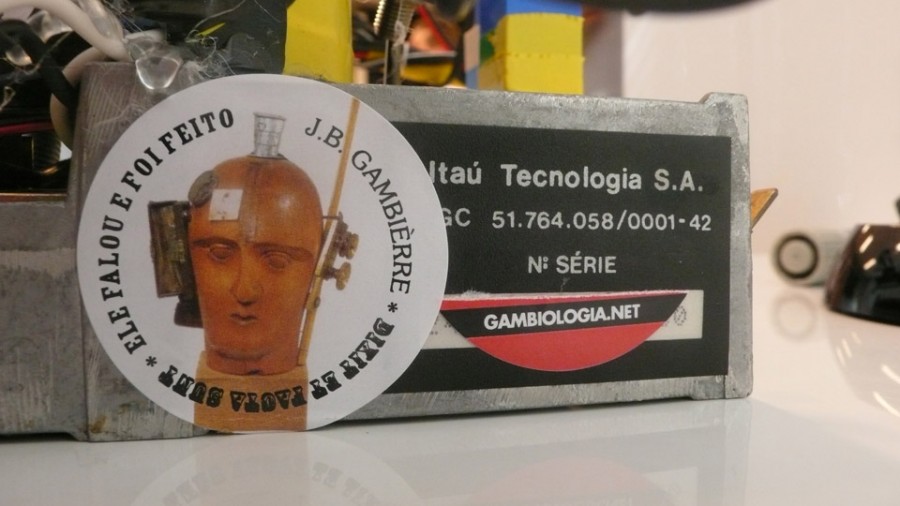 ELE FALOU E FOI FEITO
J.B. GAMBIÈRRE *
DIXIT ET FACTA SUNT *
Itaú Tecnologia S.A.
GC 51.764.058/0001-42
Nº SÉRIE
GAMBIOLOGIA.NET